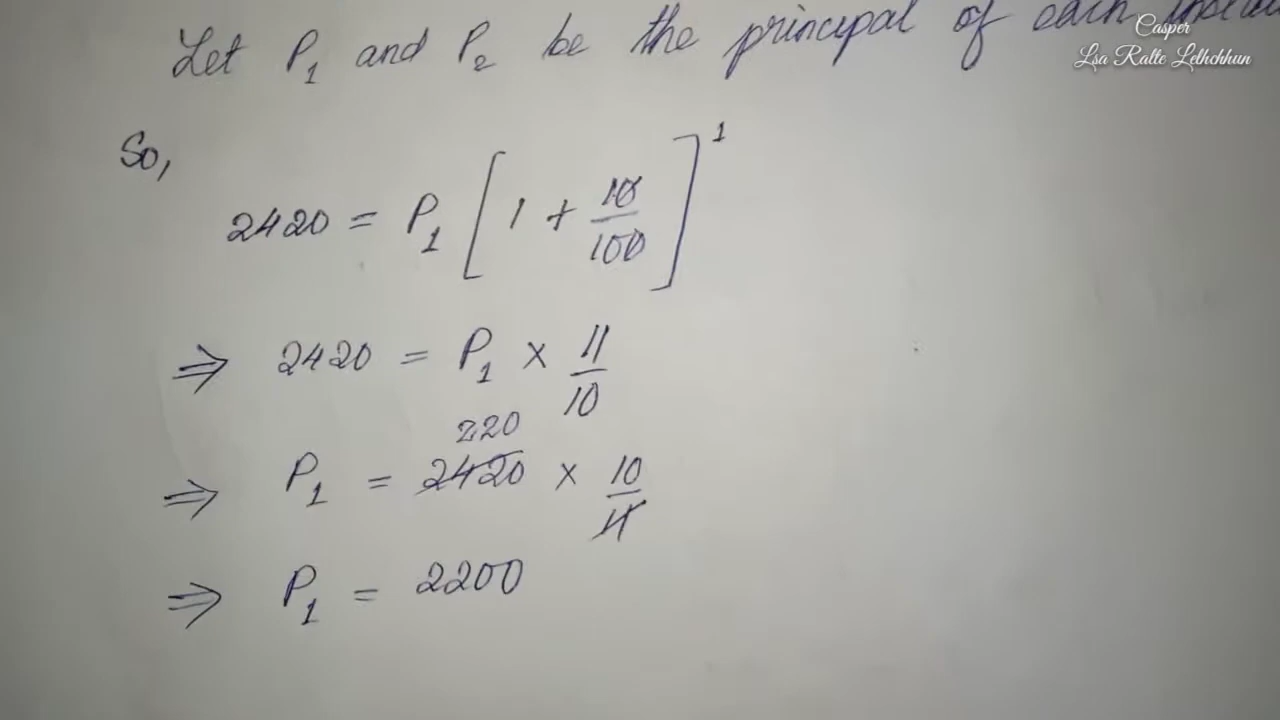 Let P₁ and P₂ be the principal of each
Casper
Lsa Ralte Lelhchhun
So,
2420 = P₁ [1 + 10/100]¹
⇒ 2420 = P₁ × 11/10
220
⇒ P₁ = 2420 × 10/11
⇒ P₁ = 2200